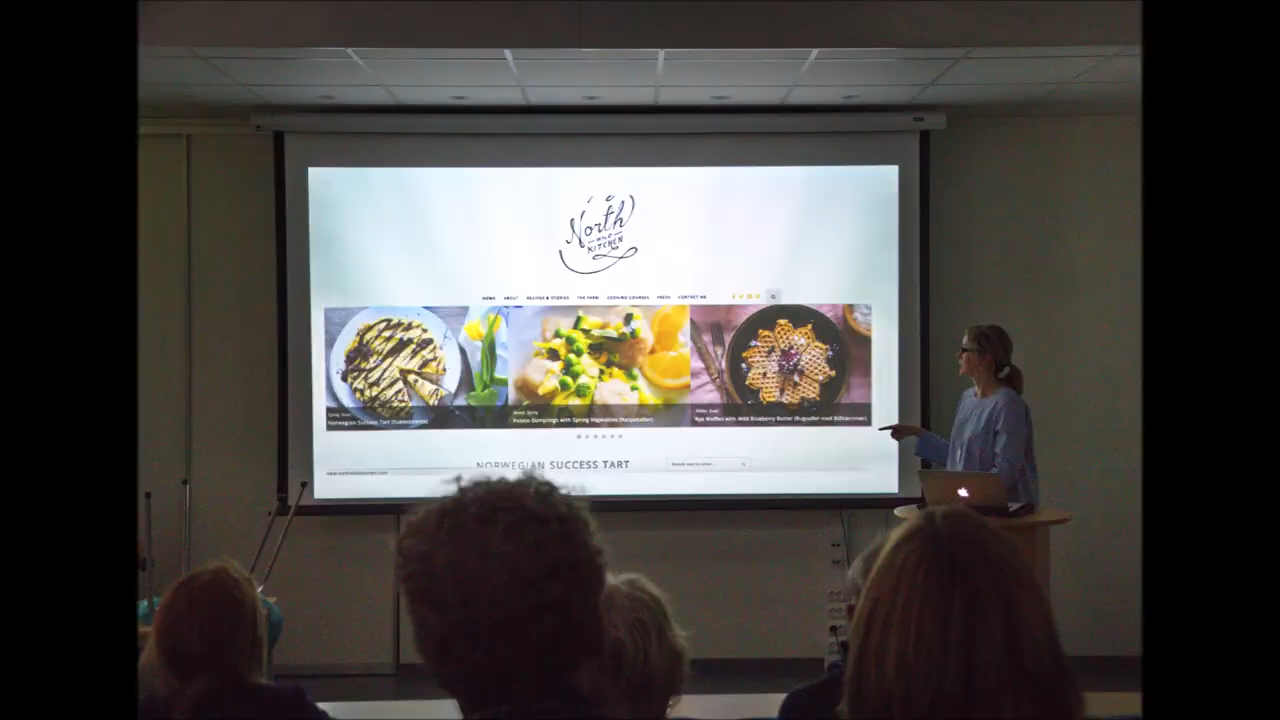 North
AND
KITCHEN
HOME ABOUT RECIPES & STORIES THE FARM COOKING COURSES PRESS CONTACT ME
Norwegian Success Tart (Suksessterte)
Potato Dumplings with Spring Vegetables
Rye Waffles with Wild Blueberry Butter (Rugvafler med Blåbærsmør)
NORWEGIAN SUCCESS TART